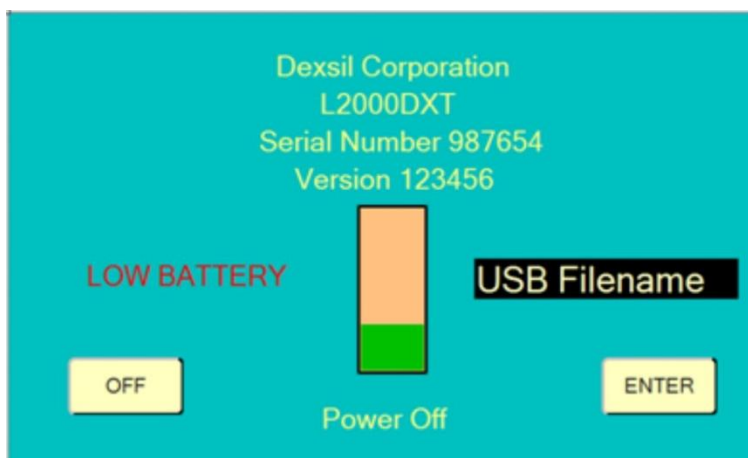 Dexsil Corporation
L2000DXT
Serial Number 987654
Version 123456
LOW BATTERY
USB Filename
OFF
ENTER
Power Off